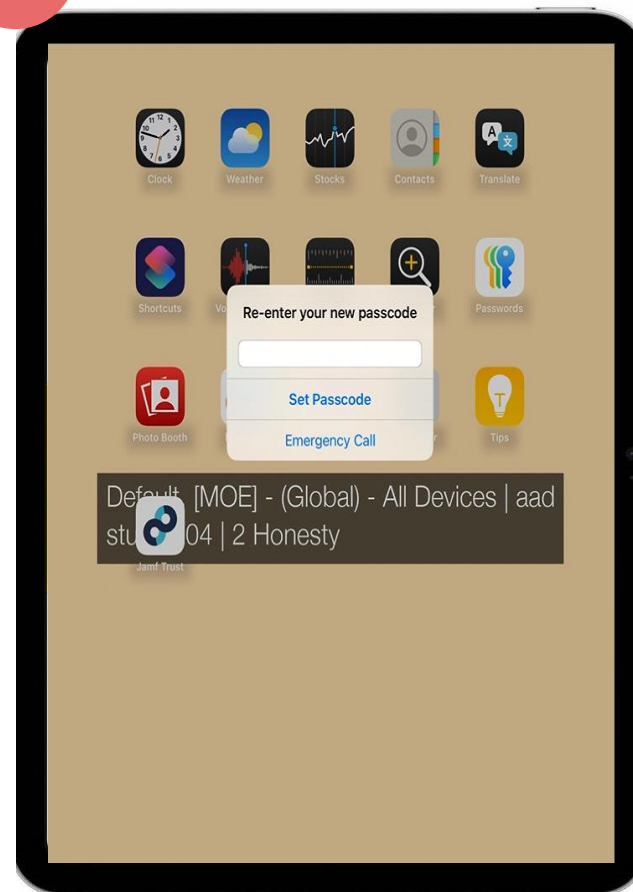 Clock Weather Stocks Contacts Translate
Shortcuts Passwords
Re-enter your new passcode
Set Passcode
Emergency Call
Photo Booth Tips
[MOE] - (Global) - All Devices | aad
04 | 2 Honesty
Jamf Trust